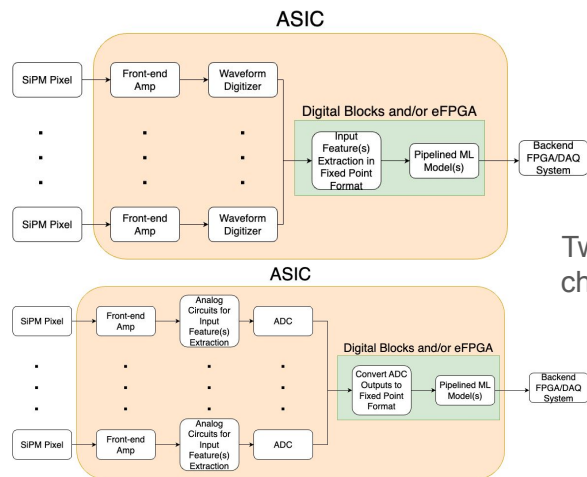 ASIC
SiPM Pixel
Front-end
Amp
Waveform
Digitizer
Digital Blocks and/or eFPGA
Input
Feature(s)
Extraction in
Fixed Point
Format
Pipelined ML
Model(s)
Backend
FPGA/DAQ
System
SiPM Pixel
Front-end
Amp
Waveform
Digitizer
ASIC
SiPM Pixel
Front-end
Amp
Analog
Circuits for
Input
Feature(s)
Extraction
ADC
Digital Blocks and/or eFPGA
Convert ADC
Outputs to
Fixed Point
Format
Pipelined ML
Model(s)
Backend
FPGA/DAQ
System
SiPM Pixel
Front-end
Amp
Analog
Circuits for
Input
Feature(s)
Extraction
ADC
Tw
ch